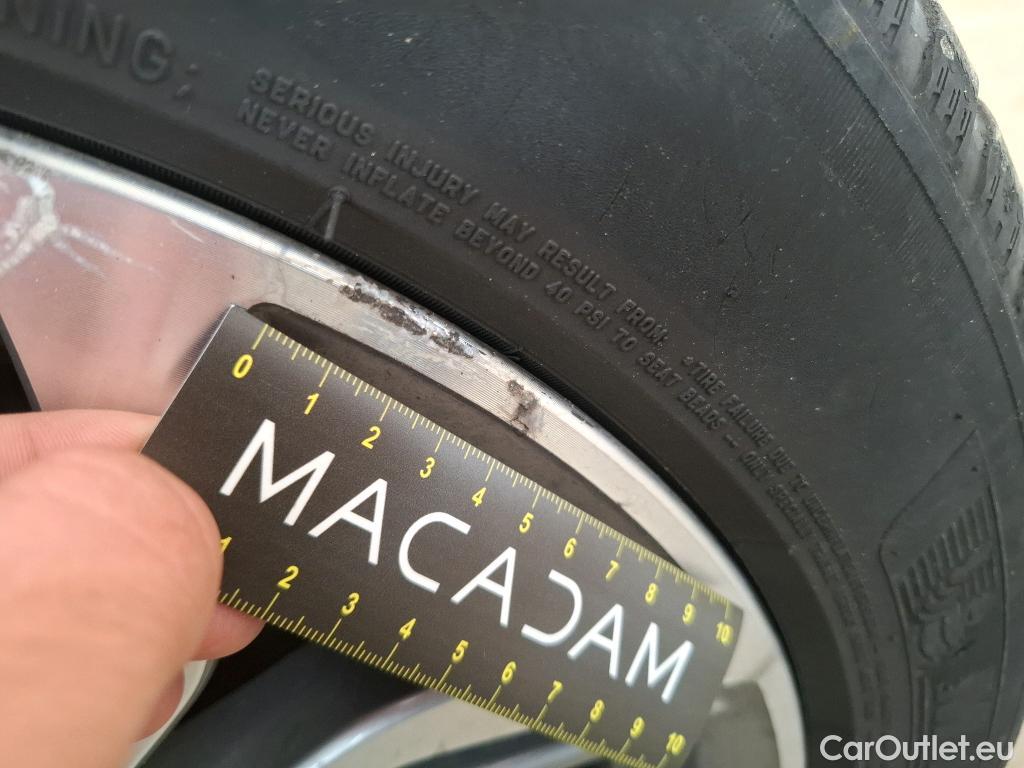 NING;
SERIOUS INJURY MAY RESULT FROM: •TIRE FAILURE DUE TO
NEVER INFLATE BEYOND 40 PSI TO SEAT BEADS – ONLY SPECIALLY
0 1 2 3 4 5 6 7 8 9 10
MACADAM
1 2 3 4 5 6 7 8 9 10
CarOutlet.eu